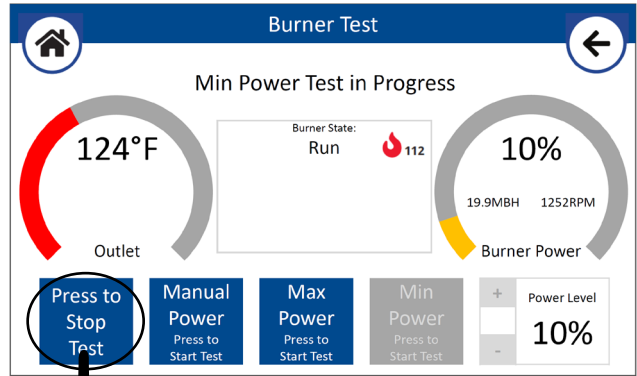 Burner Test
Min Power Test in Progress
124°F
Outlet
Burner State:
Run
112
10%
19.9MBH 1252RPM
Burner Power
Press to
Stop
Test
Manual
Power
Press to
Start Test
Max
Power
Press to
Start Test
Min
Power
Press to
Start Test
+
-
Power Level
10%